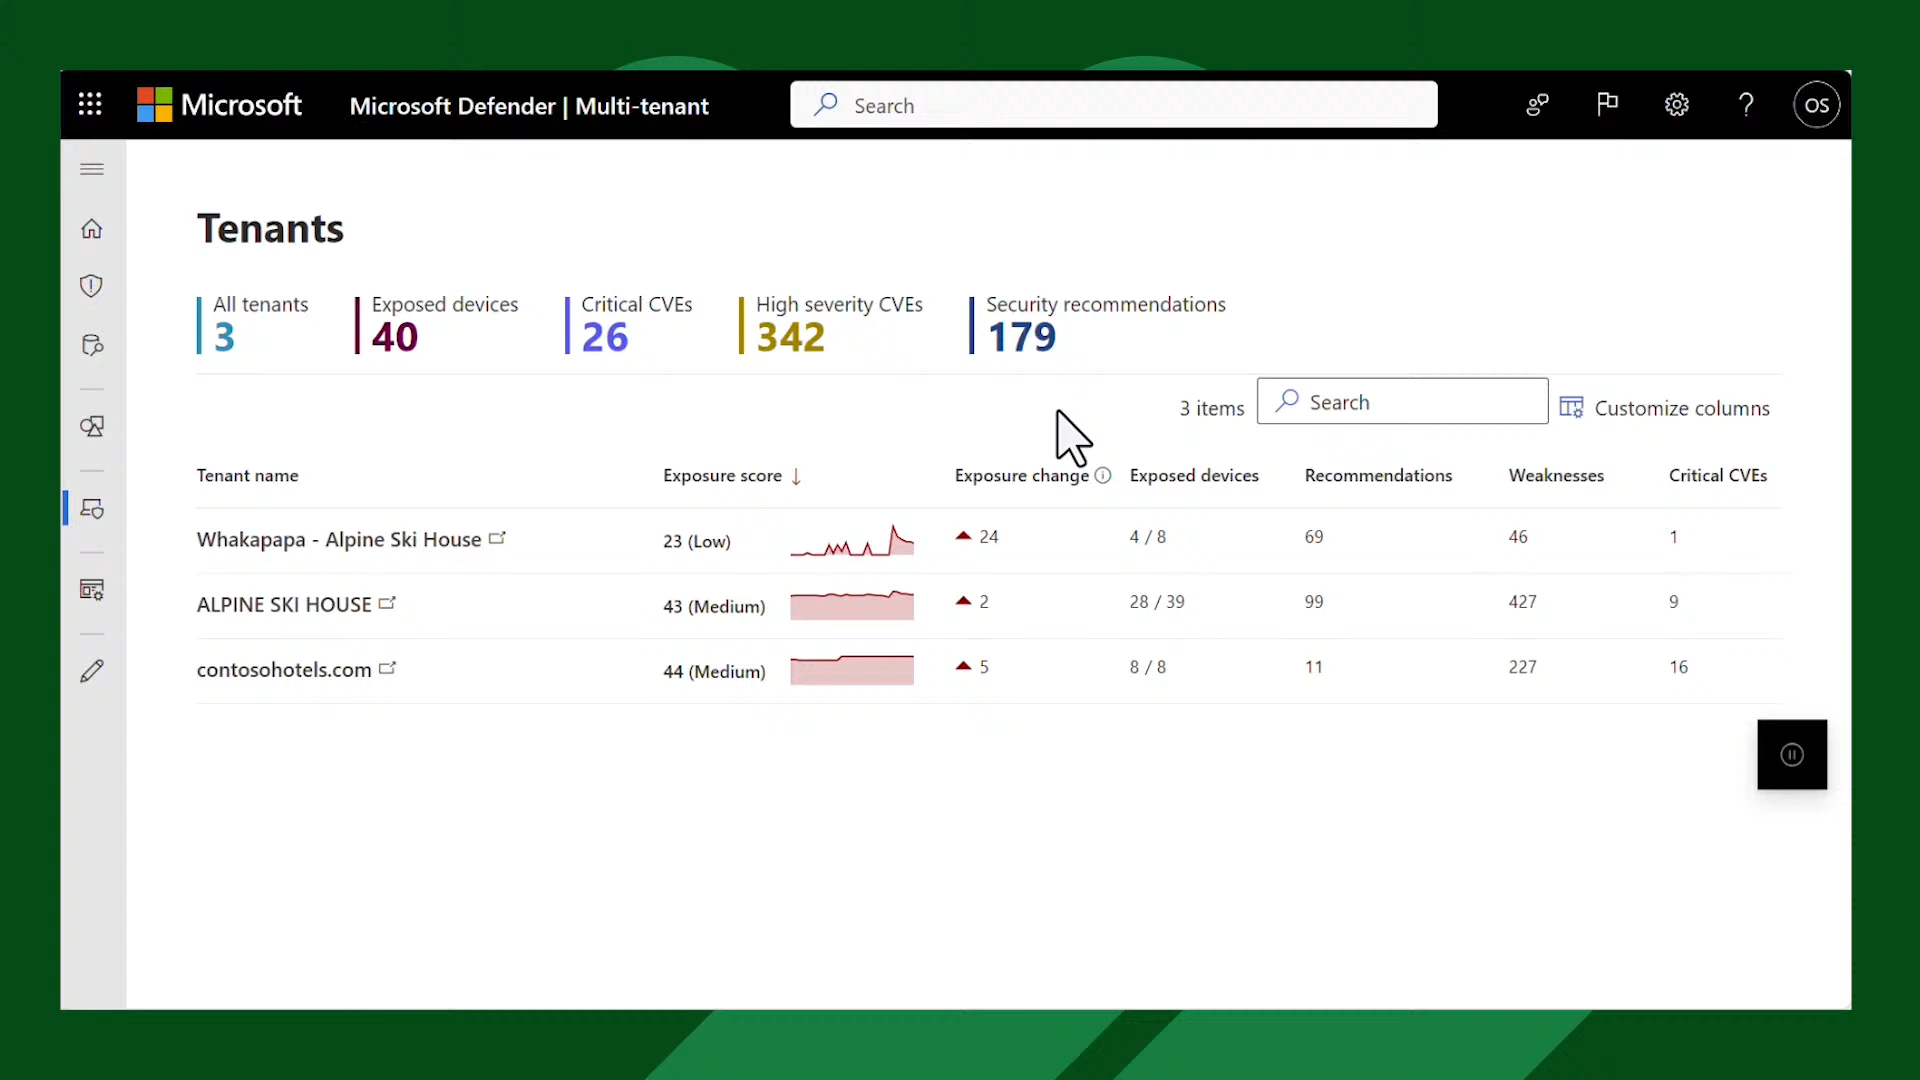 Microsoft
Microsoft Defender | Multi-tenant
Search
?
OS
Tenants
All tenants
3
Exposed devices
40
Critical CVEs
26
High severity CVEs
342
Security recommendations
179
3 items
Search
Customize columns
Tenant name Exposure score ↓ Exposure change Exposed devices Recommendations Weaknesses Critical CVEs
Whakapapa - Alpine Ski House 23 (Low) 24 4 / 8 69 46 1
ALPINE SKI HOUSE 43 (Medium) 2 28 / 39 99 427 9
contosohotels.com 44 (Medium) 5 8 / 8 11 227 16